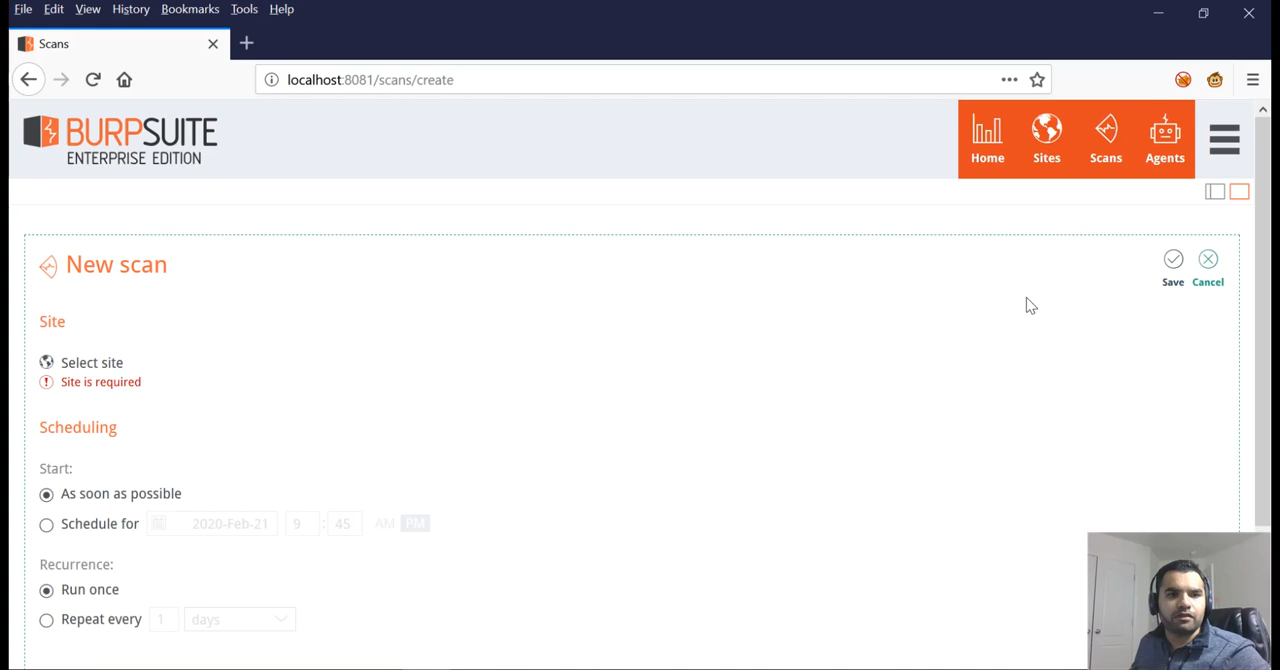 File Edit View History Bookmarks Tools Help
Scans
localhost:8081/scans/create
BURPSUITE
ENTERPRISE EDITION
Home Sites Scans Agents
New scan
Save Cancel
Site
Select site
Site is required
Scheduling
Start:
As soon as possible
Schedule for 2020-Feb-21 9 : 45 AM PM
Recurrence:
Run once
Repeat every 1 days